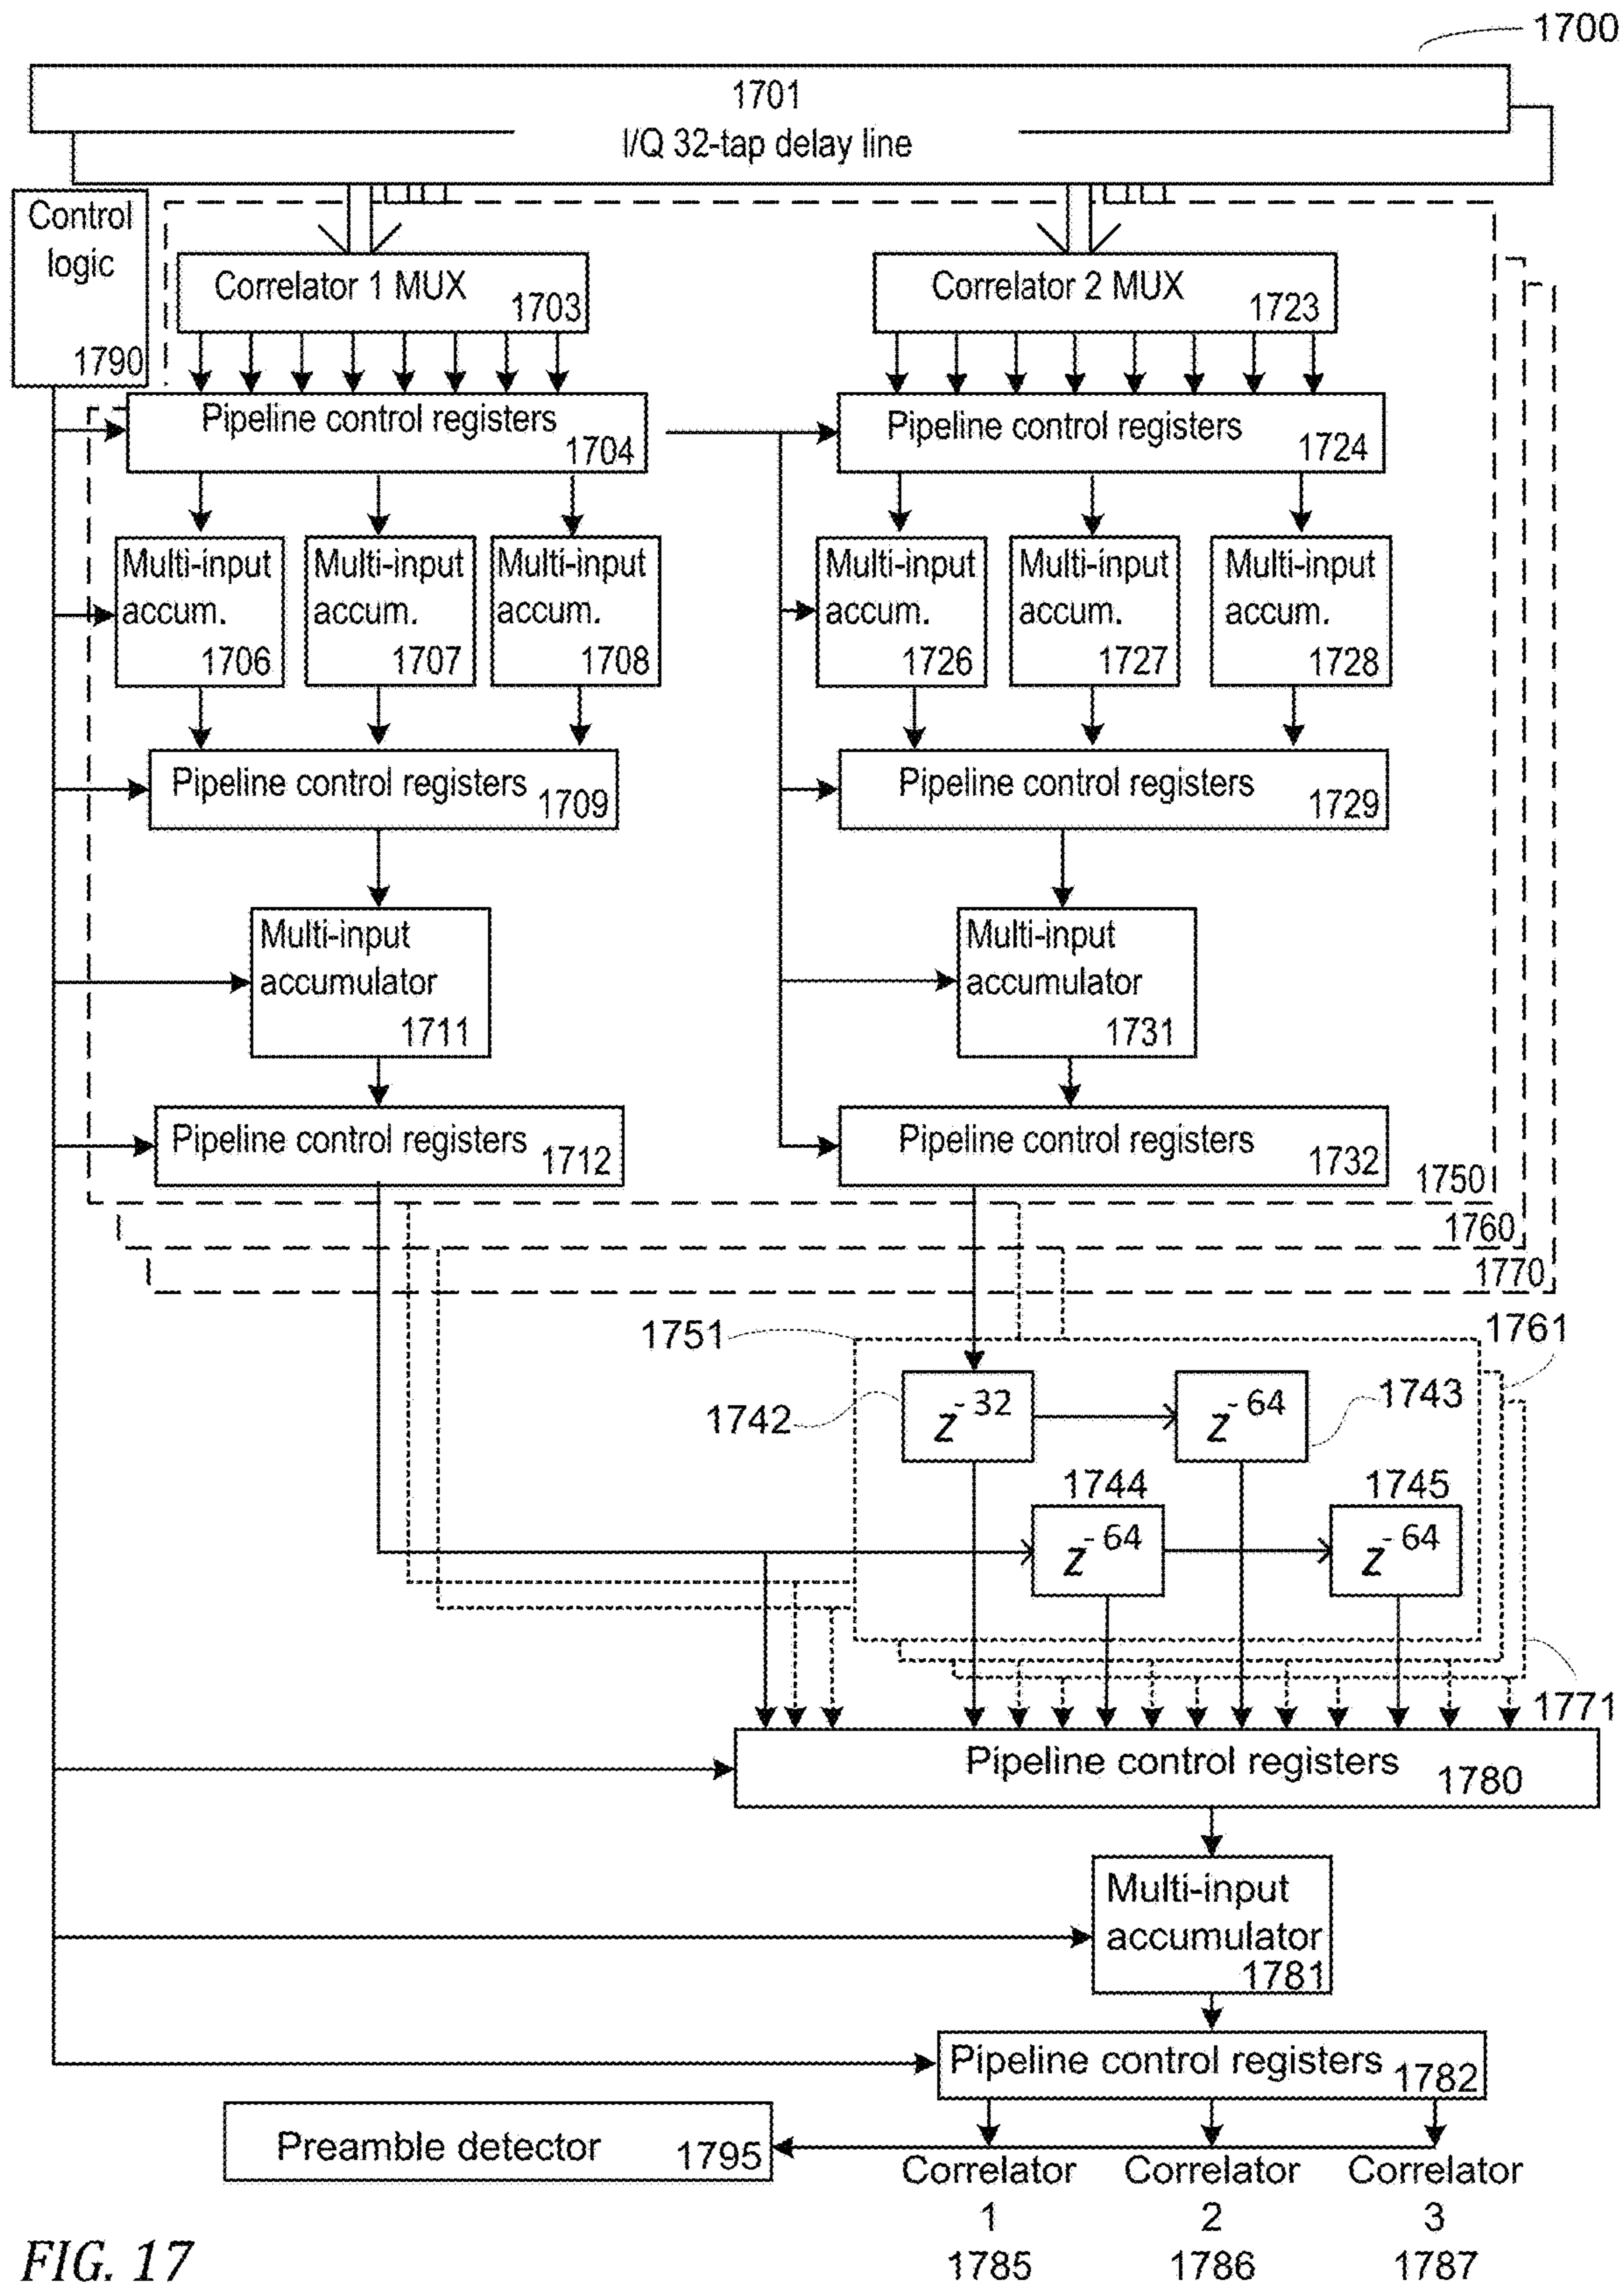 1700
1701
I/Q 32-tap delay line
Control
logic
1790
Correlator 1 MUX
1703
Correlator 2 MUX
1723
Pipeline control registers
1704
Pipeline control registers
1724
Multi-input
accum.
1706
Multi-input
accum.
1707
Multi-input
accum.
1708
Multi-input
accum.
1726
Multi-input
accum.
1727
Multi-input
accum.
1728
Pipeline control registers
1709
Pipeline control registers
1729
Multi-input
accumulator
1711
Multi-input
accumulator
1731
Pipeline control registers
1712
Pipeline control registers
1732
1750
1760
1770
1751
1761
1742
z^-32
z^-64
1743
1744
1745
z^-64
z^-64
1771
Pipeline control registers
1780
Multi-input
accumulator
1781
Pipeline control registers
1782
Preamble detector
1795
Correlator
1
1785
Correlator
2
1786
Correlator
3
1787
FIG. 17